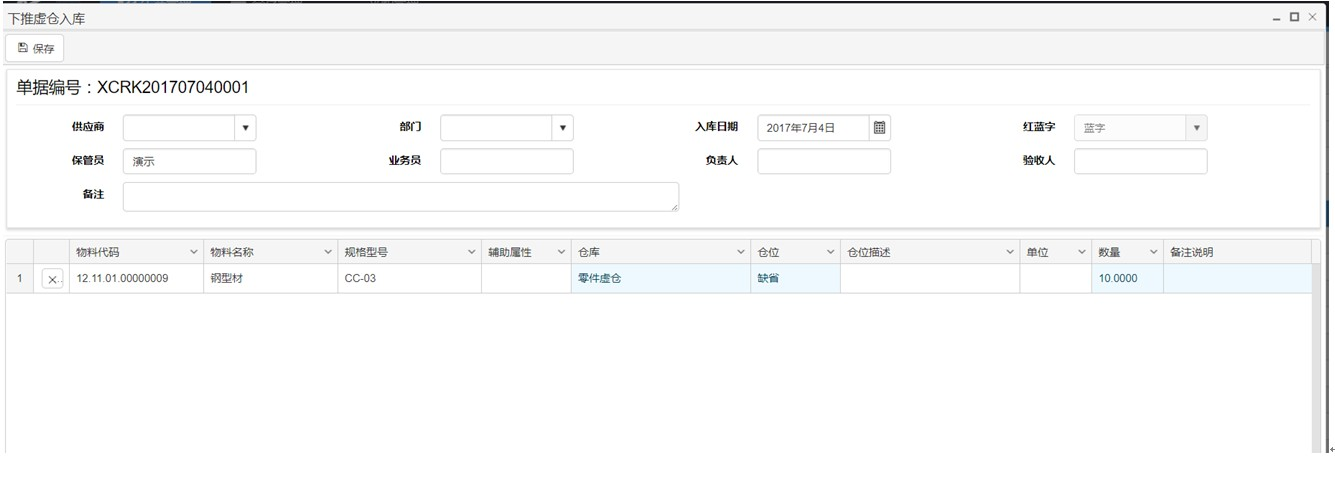 下推虚仓入库
保存
单据编号：XCRK201707040001
供应商 部门 入库日期 2017年7月4日 红蓝字 蓝字
保管员 演示 业务员 负责人 验收人
备注
物料代码 物料名称 规格型号 辅助属性 仓库 仓位 仓位描述 单位 数量 备注说明
1 12.11.01.00000009 钢型材 CC-03 零件虚仓 缺省 10.0000